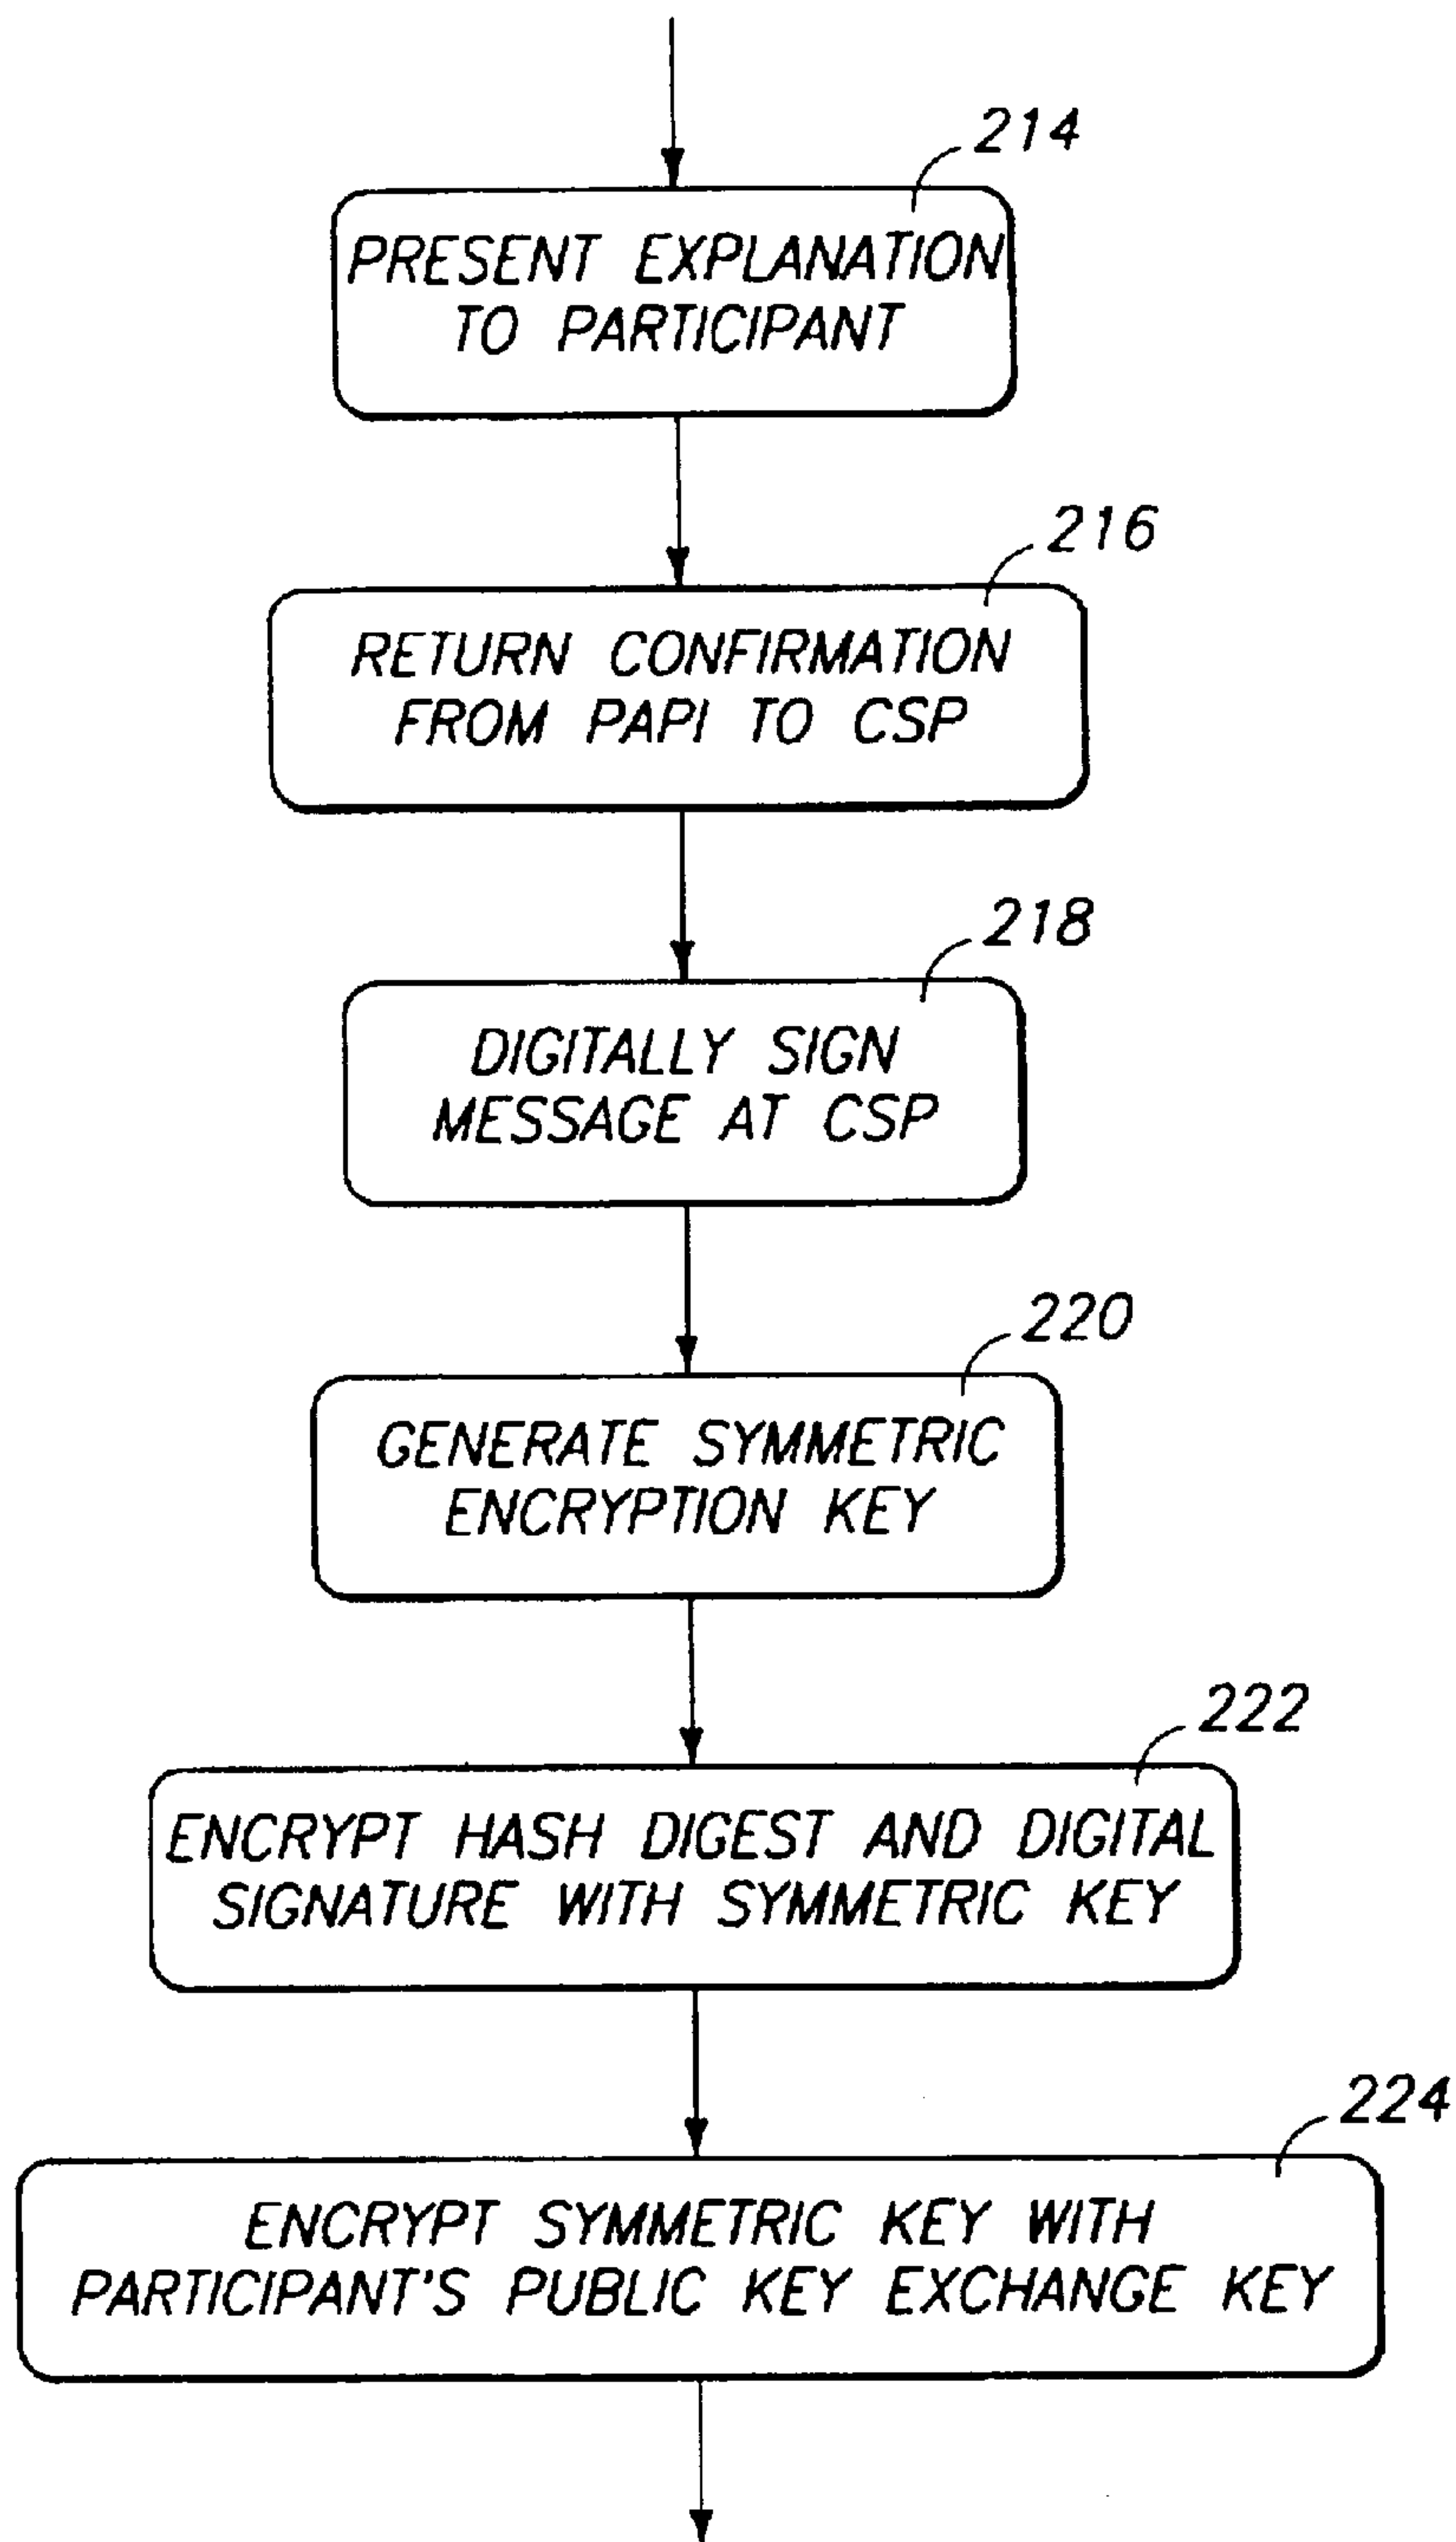 214
PRESENT EXPLANATION
TO PARTICIPANT
216
RETURN CONFIRMATION
FROM PAPI TO CSP
218
DIGITALLY SIGN
MESSAGE AT CSP
220
GENERATE SYMMETRIC
ENCRYPTION KEY
222
ENCRYPT HASH DIGEST AND DIGITAL
SIGNATURE WITH SYMMETRIC KEY
224
ENCRYPT SYMMETRIC KEY WITH
PARTICIPANT'S PUBLIC KEY EXCHANGE KEY